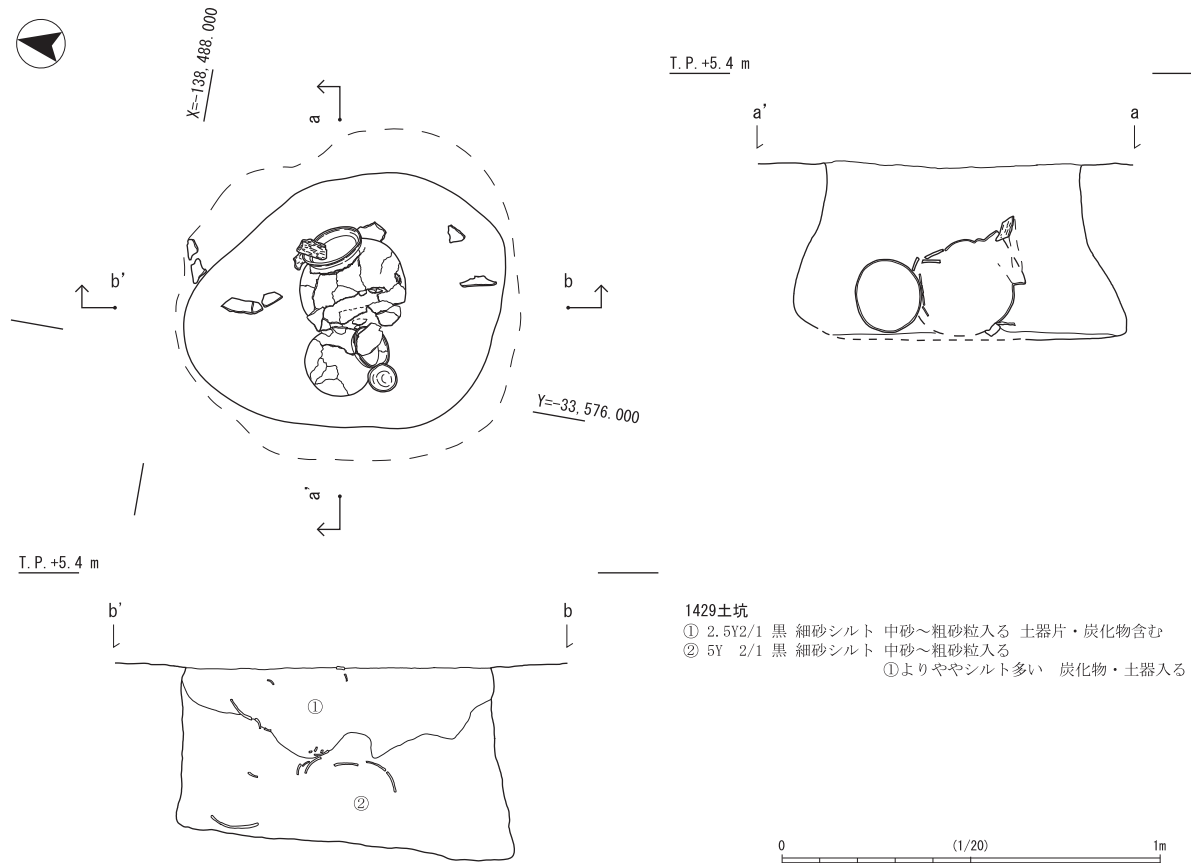 X=-138,488.000
a
b'
b
Y=-33,576.000
a'
T.P.+5.4 m
a'
a
T.P.+5.4 m
b'
b
①
②
1429土坑
① 2.5Y2/1 黒 細砂シルト 中砂～粗砂粒入る 土器片・炭化物含む
② 5Y 2/1 黒 細砂シルト 中砂～粗砂粒入る
①よりややシルト多い 炭化物・土器入る
0 (1/20) 1m